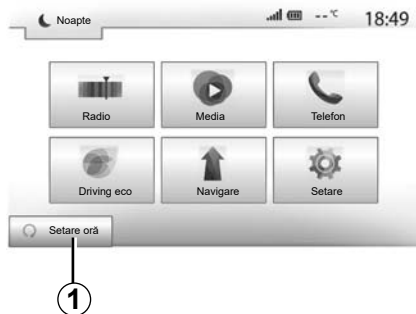 Noapte
--°C 18:49
Radio Media Telefon
Driving eco Navigare Setare
Setare oră
1